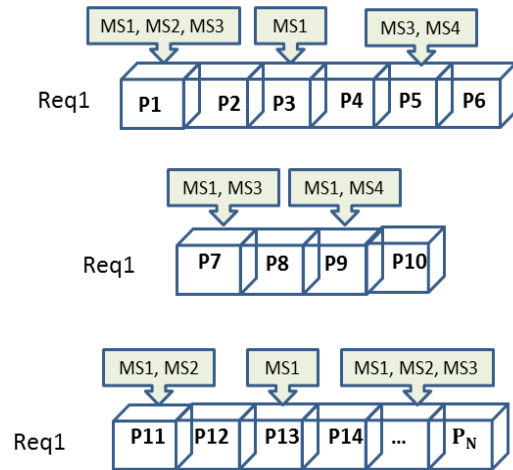 MS1, MS2, MS3 MS1 MS3, MS4
Req1 P1 P2 P3 P4 P5 P6
MS1, MS3 MS1, MS4
Req1 P7 P8 P9 P10
MS1, MS2 MS1 MS1, MS2, MS3
Req1 P11 P12 P13 P14 ... PN